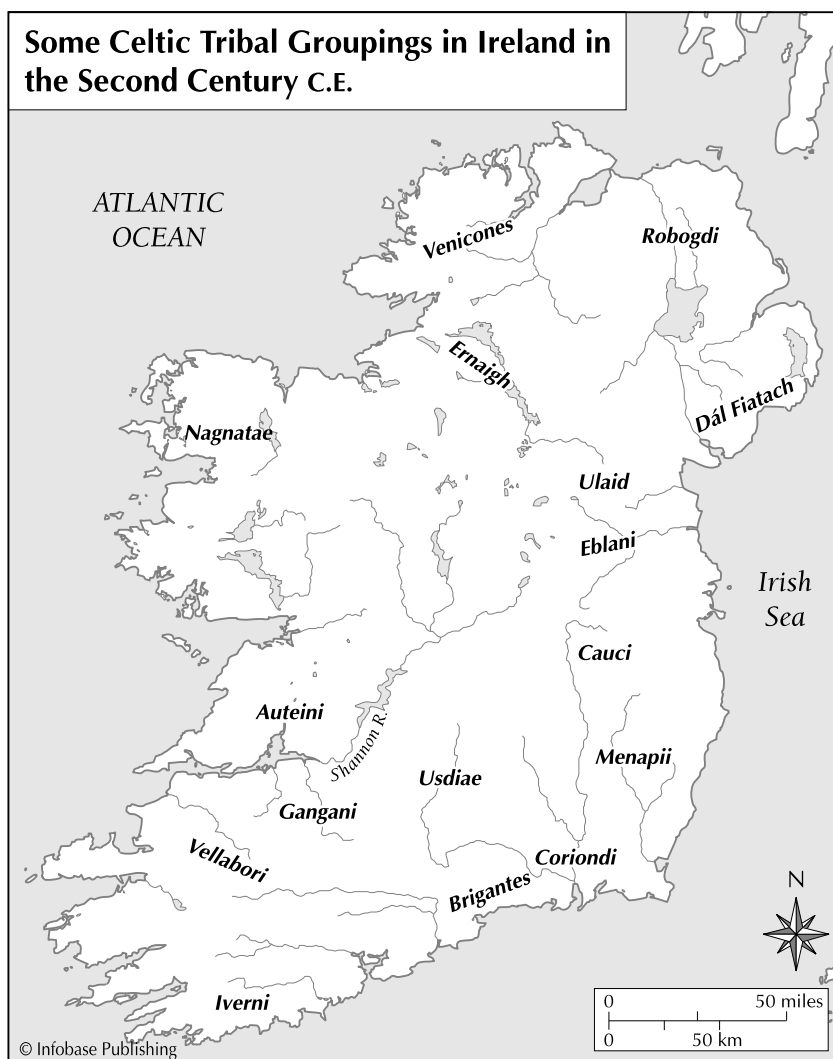 Some Celtic Tribal Groupings in Ireland in
the Second Century C.E.
ATLANTIC
OCEAN
Venicones
Robogdi
Ernaigh
Dál Fiatach
Nagnatae
Ulaid
Eblani
Irish
Sea
Cauci
Auteini
Shannon R.
Menapii
Usdiae
Gangani
Vellabori
Coriondi
Brigantes
N
Iverni
0 50 miles
0 50 km
© Infobase Publishing